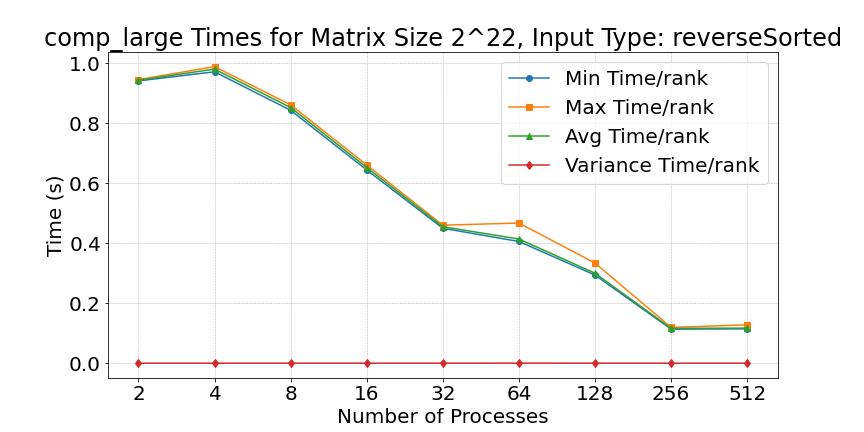 comp_large Times for Matrix Size 2^22, Input Type: reverseSorted
1.0
0.8
0.6
0.4
0.2
0.0
Time (s)
Min Time/rank
Max Time/rank
Avg Time/rank
Variance Time/rank
2 4 8 16 32 64 128 256 512
Number of Processes